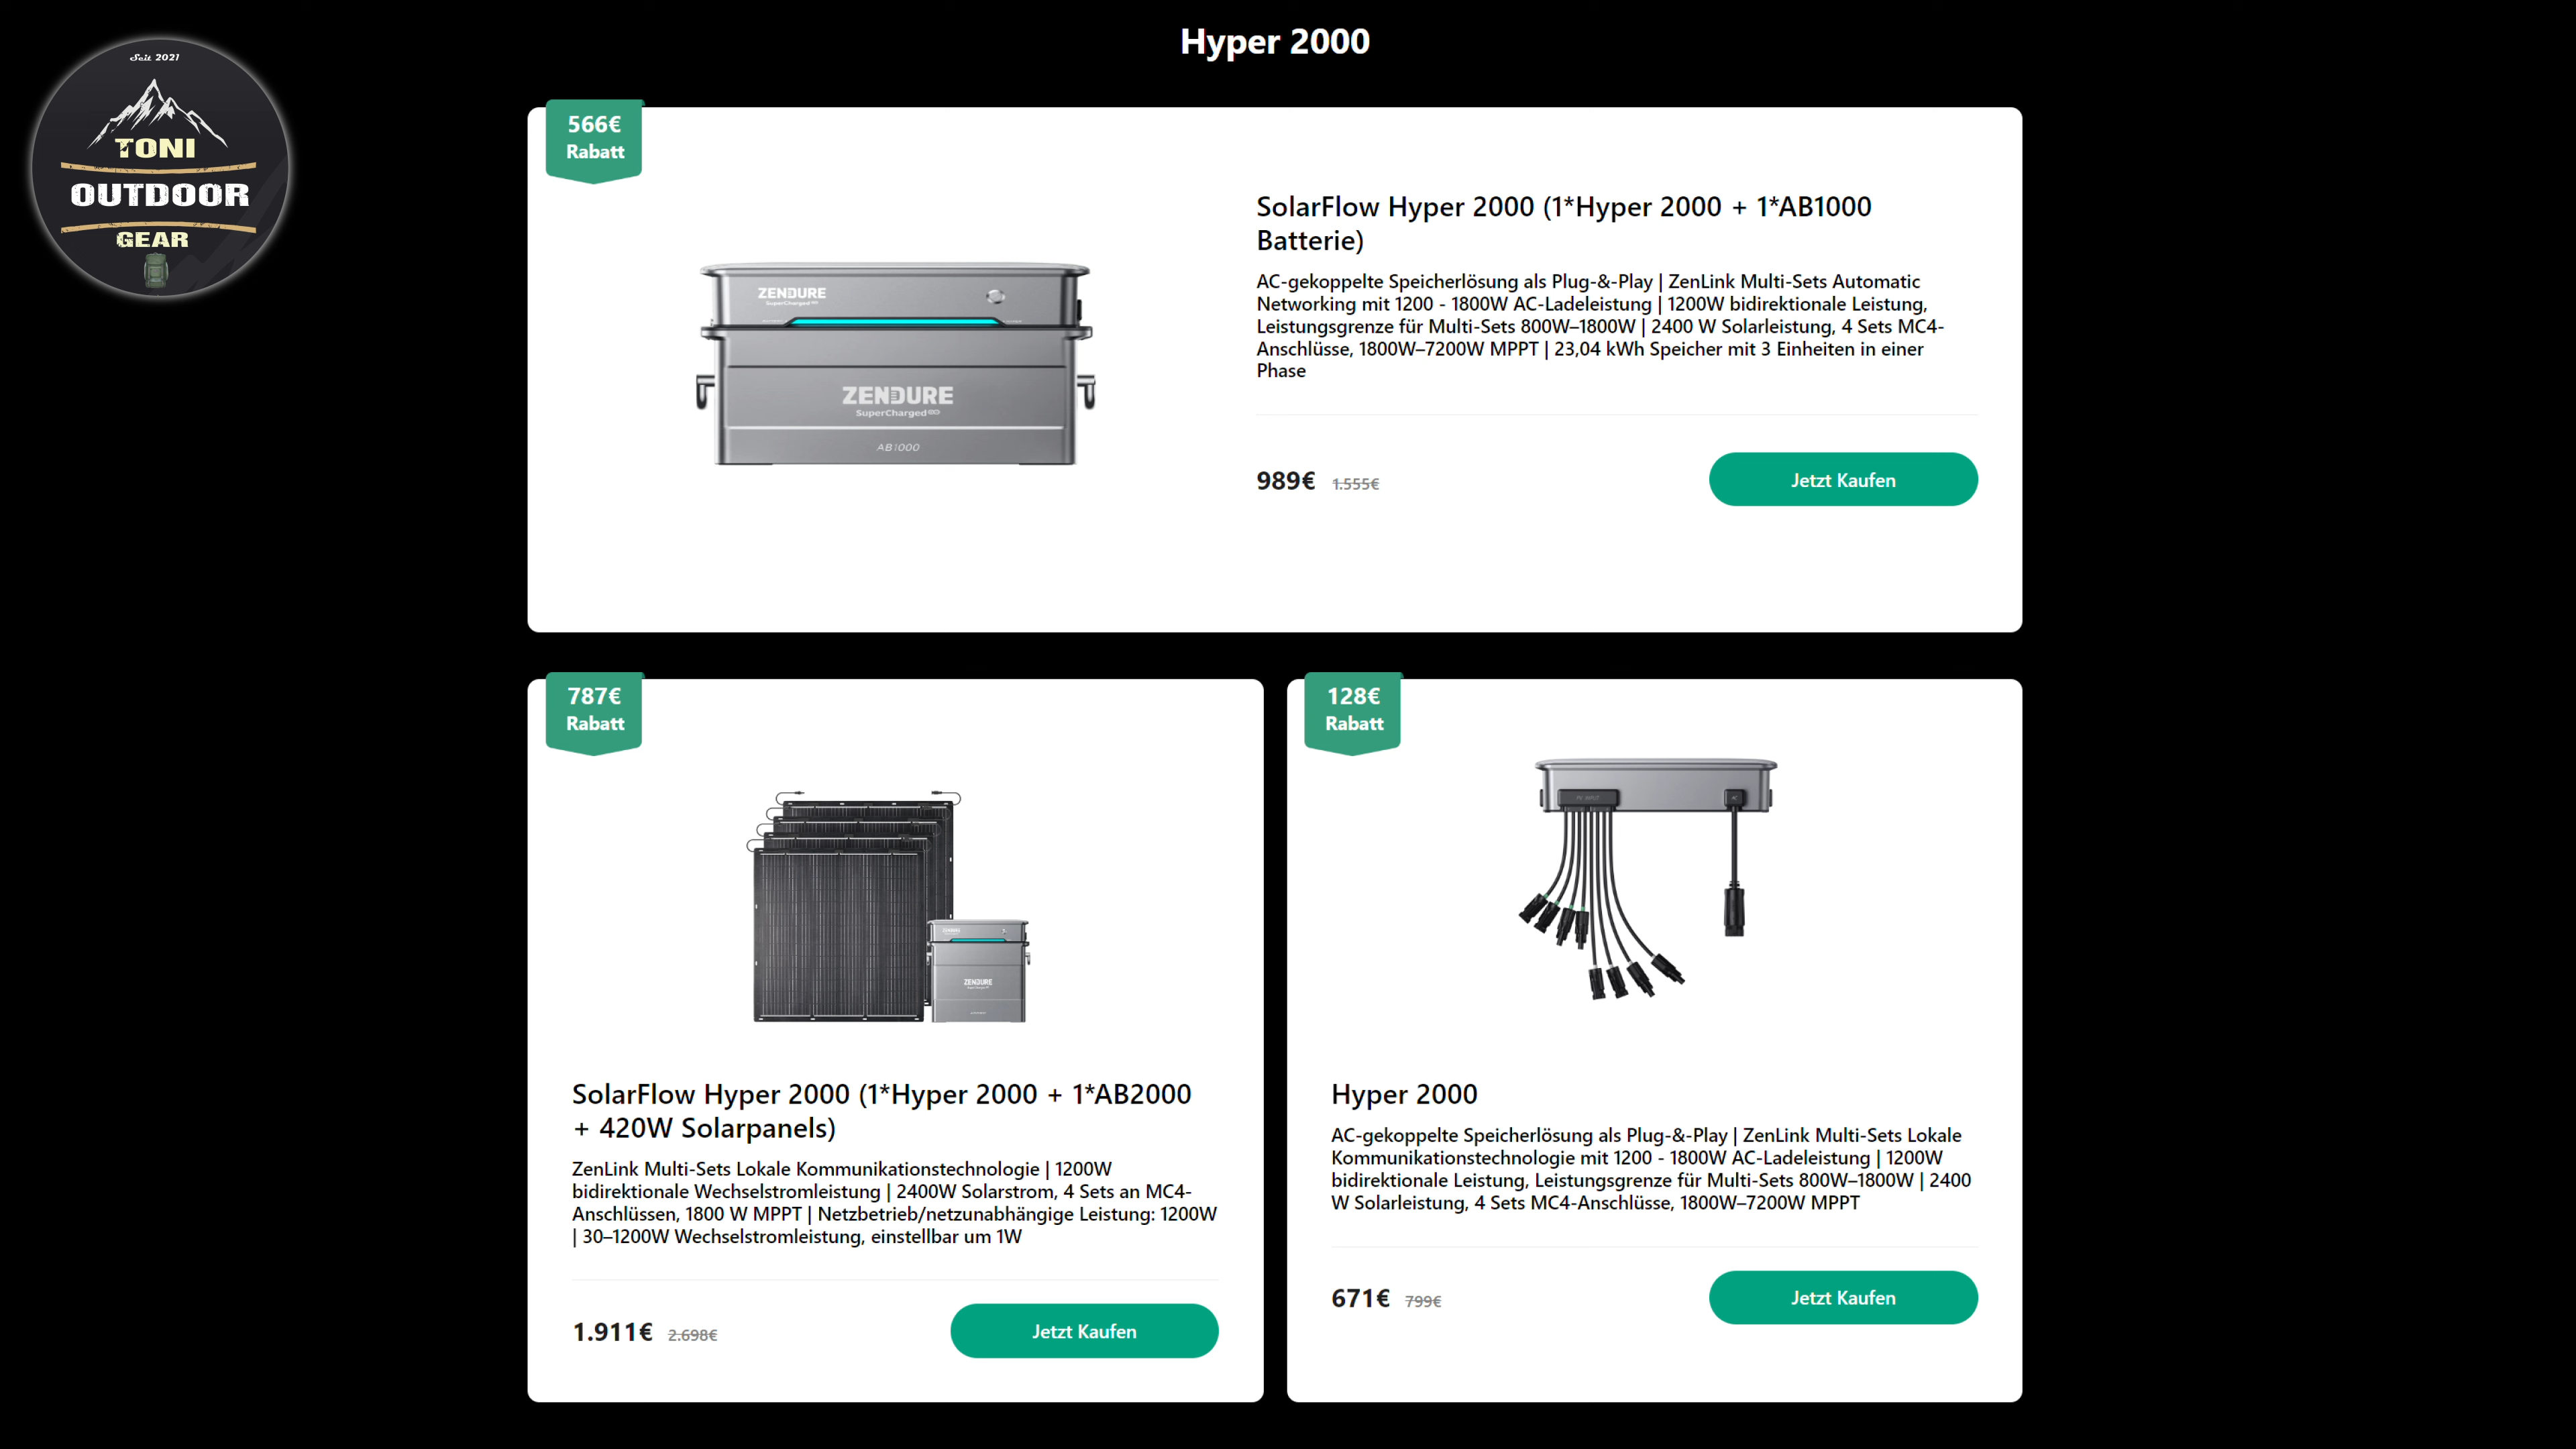 Hyper 2000
Seit 2021
TONI
OUTDOOR
GEAR
566€
Rabatt
ZENDURE
SuperCharged
ZENDURE
SuperCharged
AB1000
SolarFlow Hyper 2000 (1*Hyper 2000 + 1*AB1000
Batterie)
AC-gekoppelte Speicherlösung als Plug-&-Play | ZenLink Multi-Sets Automatic
Networking mit 1200 - 1800W AC-Ladeleistung | 1200W bidirektionale Leistung,
Leistungsgrenze für Multi-Sets 800W–1800W | 2400 W Solarleistung, 4 Sets MC4-
Anschlüsse, 1800W–7200W MPPT | 23,04 kWh Speicher mit 3 Einheiten in einer
Phase
989€ 1.555€
Jetzt Kaufen
787€
Rabatt
ZENDURE
SolarFlow Hyper 2000 (1*Hyper 2000 + 1*AB2000
+ 420W Solarpanels)
ZenLink Multi-Sets Lokale Kommunikationstechnologie | 1200W
bidirektionale Wechselstromleistung | 2400W Solarstrom, 4 Sets an MC4-
Anschlüssen, 1800 W MPPT | Netzbetrieb/netzunabhängige Leistung: 1200W
| 30–1200W Wechselstromleistung, einstellbar um 1W
1.911€ 2.698€
Jetzt Kaufen
128€
Rabatt
PV INPUT
Hyper 2000
AC-gekoppelte Speicherlösung als Plug-&-Play | ZenLink Multi-Sets Lokale
Kommunikationstechnologie mit 1200 - 1800W AC-Ladeleistung | 1200W
bidirektionale Leistung, Leistungsgrenze für Multi-Sets 800W–1800W | 2400
W Solarleistung, 4 Sets MC4-Anschlüsse, 1800W–7200W MPPT
671€ 799€
Jetzt Kaufen